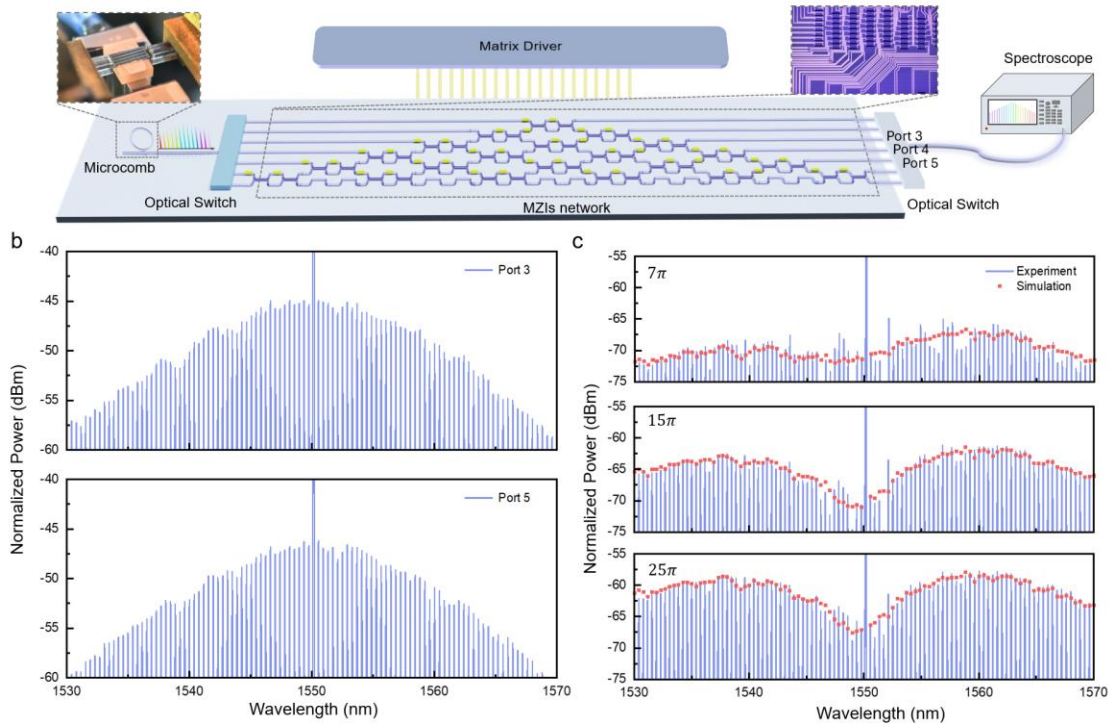 Matrix Driver
Spectroscope
Port 3
Port 4
Port 5
Microcomb
Optical Switch
MZIs network
Optical Switch
b
-40
-45
-50
-55
-60
Port 3
-40
-45
-50
-55
-60
Port 5
Normalized Power (dBm)
1530
1540
1550
1560
1570
Wavelength (nm)
c
-55
-60
-65
-70
-75
7π
Experiment
Simulation
-55
-60
-65
-70
-75
15π
-55
-60
-65
-70
-75
25π
Normalized Power (dBm)
1530
1540
1550
1560
1570
Wavelength (nm)